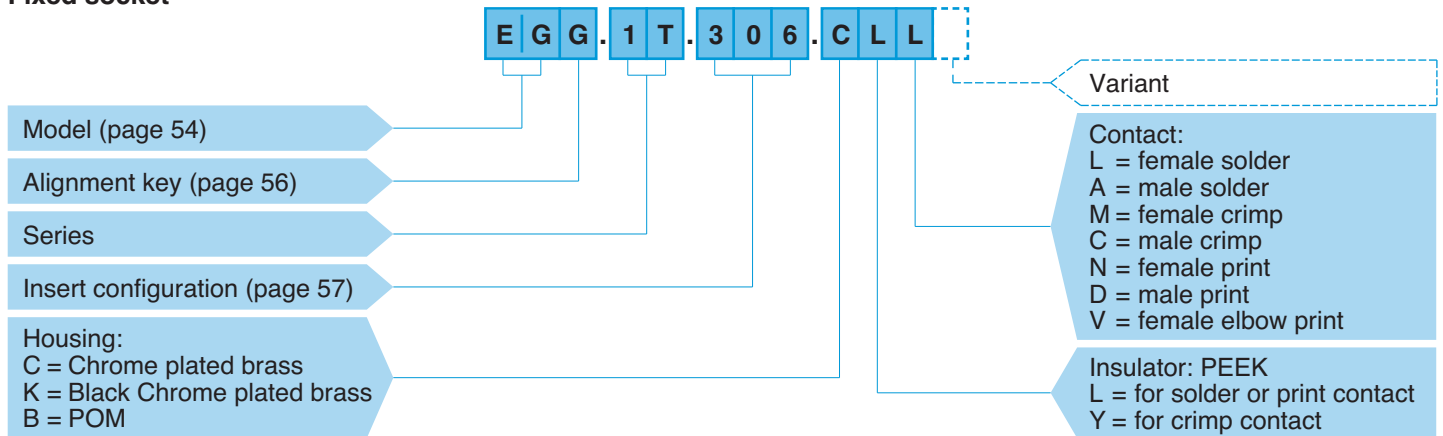 Fixed socket
EGG.1T.306.CLL
Variant
Model (page 54)
Alignment key (page 56)
Series
Insert configuration (page 57)
Housing:
C = Chrome plated brass
K = Black Chrome plated brass
B = POM
Contact:
L = female solder
A = male solder
M = female crimp
C = male crimp
N = female print
D = male print
V = female elbow print
Insulator: PEEK
L = for solder or print contact
Y = for crimp contact